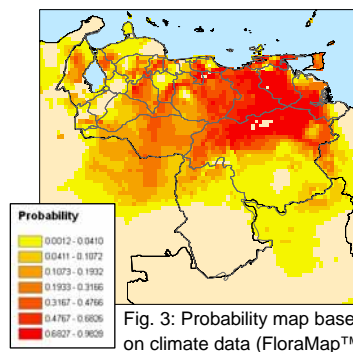 Probability
0.0012 - 0.0410
0.0411 - 0.1072
0.1073 - 0.1932
0.1933 - 0.3166
0.3167 - 0.4766
0.4767 - 0.6826
0.6827 - 0.9828
Fig. 3: Probability map base
on climate data (FloraMap™